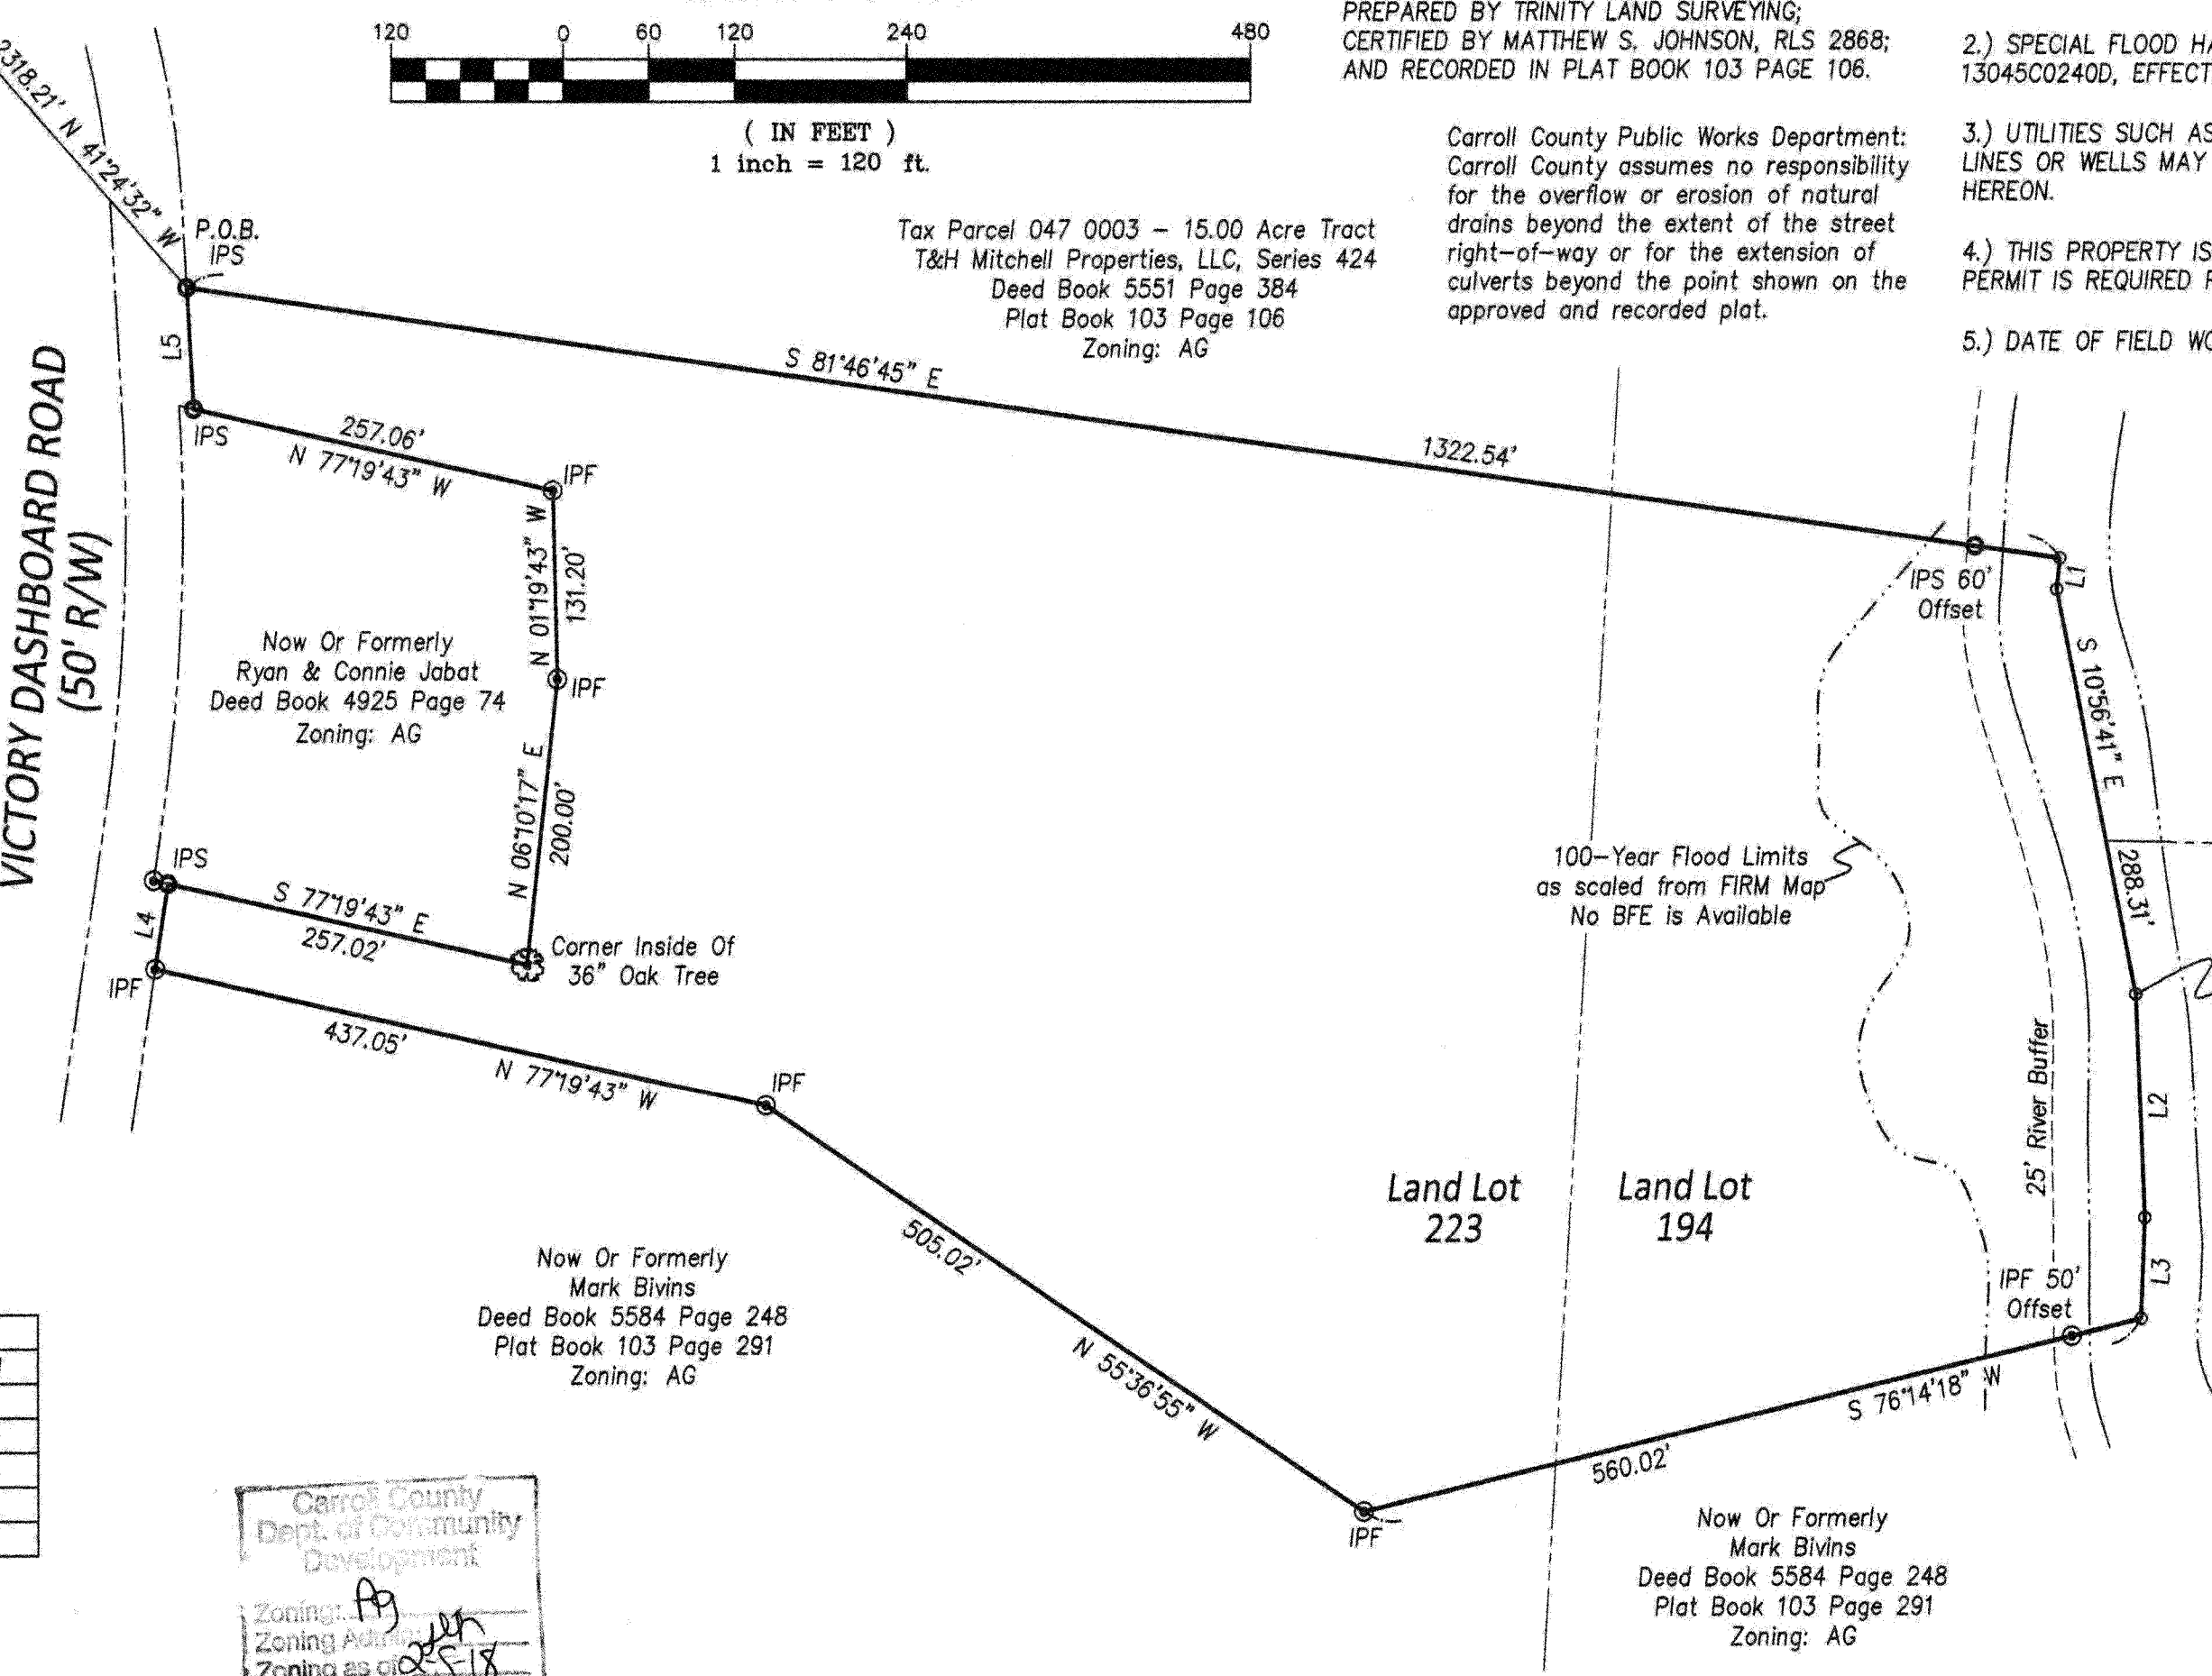 120 0 60 120 240 480
( IN FEET )
1 inch = 120 ft.
PREPARED BY TRINITY LAND SURVEYING;
CERTIFIED BY MATTHEW S. JOHNSON, RLS 2868;
AND RECORDED IN PLAT BOOK 103 PAGE 106.
Carroll County Public Works Department:
Carroll County assumes no responsibility
for the overflow or erosion of natural
drains beyond the extent of the street
right-of-way or for the extension of
culverts beyond the point shown on the
approved and recorded plat.
2.) SPECIAL FLOOD
13045C0240D, EFFECT
3.) UTILITIES SUCH AS
LINES OR WELLS MAY
HEREON.
4.) THIS PROPERTY IS
PERMIT IS REQUIRED
5.) DATE OF FIELD
2318.21' N 41°24'32" W
P.O.B.
IPS
Tax Parcel 047 0003 - 15.00 Acre Tract
T&H Mitchell Properties, LLC, Series 424
Deed Book 5551 Page 384
Plat Book 103 Page 106
Zoning: AG
L5
S 81°46'45" E
1322.54'
IPS
257.06'
N 77°19'43" W
IPF
VICTORY DASHBOARD ROAD
(50' R/W)
N 01°19'43" W
131.20'
IPF
IPS 60'
Offset
L1
Now Or Formerly
Ryan & Connie Jabat
Deed Book 4925 Page 74
Zoning: AG
S 10°56'41" E
288.31'
N 06°10'17" E
200.00'
IPS
L4
S 77°19'43" E
257.02'
Corner Inside Of
36" Oak Tree
100-Year Flood Limits
as scaled from FIRM Map
No BFE is Available
IPF
437.05'
N 77°19'43" W
IPF
25' River Buffer
L2
Land Lot
223
Land Lot
194
505.02'
N 55°36'55" W
L3
IPF 50'
Offset
Now Or Formerly
Mark Bivins
Deed Book 5584 Page 248
Plat Book 103 Page 291
Zoning: AG
S 76°14'18" W
560.02'
IPF
Now Or Formerly
Mark Bivins
Deed Book 5584 Page 248
Plat Book 103 Page 291
Zoning: AG
Carroll County
Dept. of Community
Development
Zoning: Ag
Zoning
Zoning as of 2-5-18